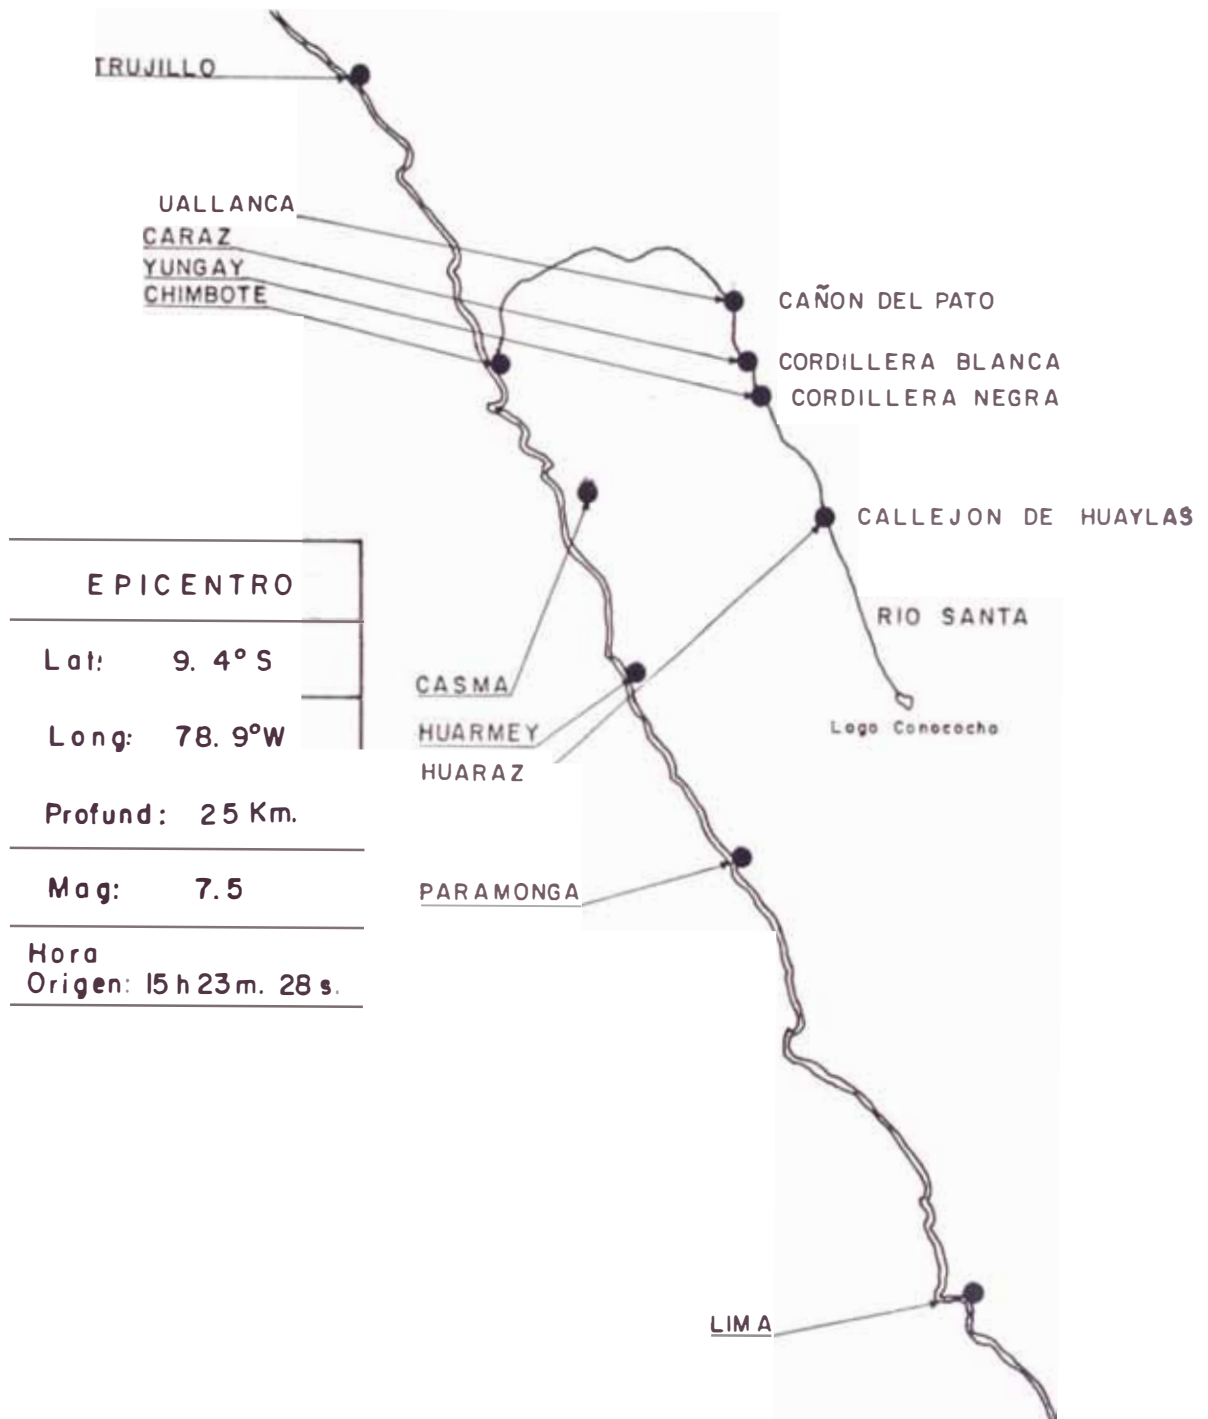 TRUJILLO
UALLANCA
CARAZ
YUNGAY
CHIMBOTE
CAÑON DEL PATO
CORDILLERA BLANCA
CORDILLERA NEGRA
CALLEJON DE HUAYLAS
RIO SANTA
Lago Conococha
EPICENTRO
Lat: 9.4° S
Long: 78.9°W
Profund: 25 Km.
Mag: 7.5
Hora
Origen: 15 h 23 m. 28 s.
CASMA
HUARMEY
HUARAZ
PARAMONGA
LIMA